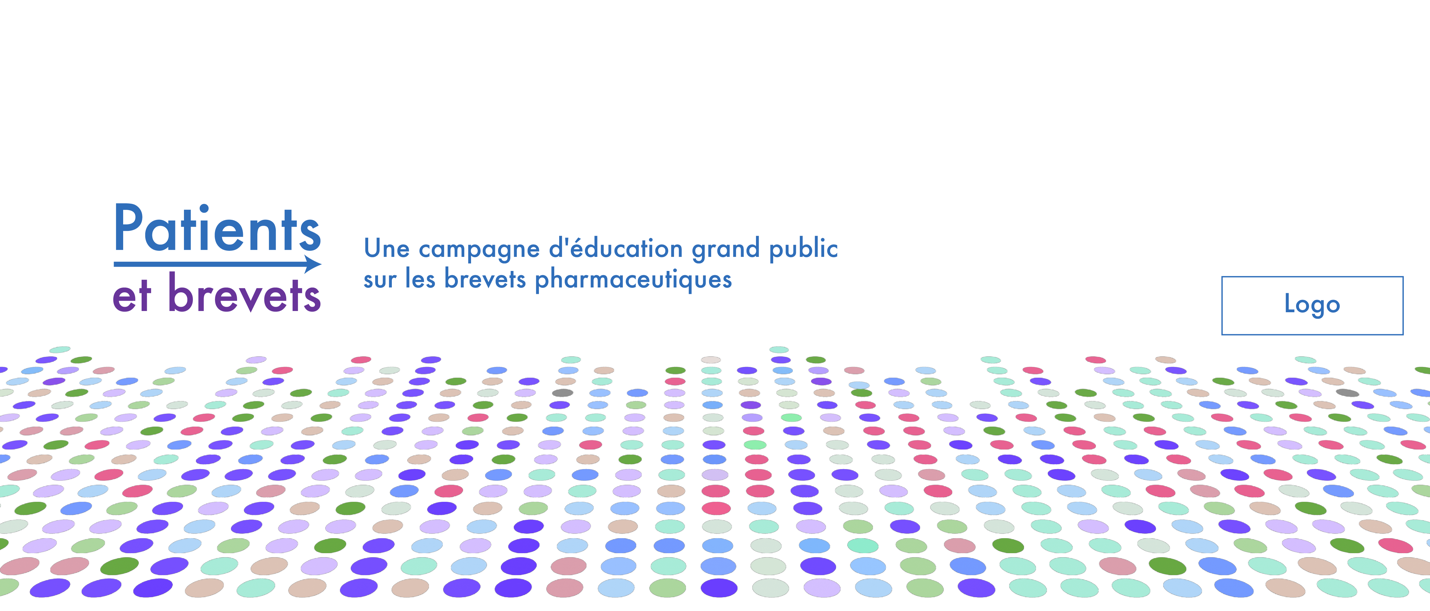 Patients
et brevets
Une campagne d'éducation grand public
sur les brevets pharmaceutiques
Logo